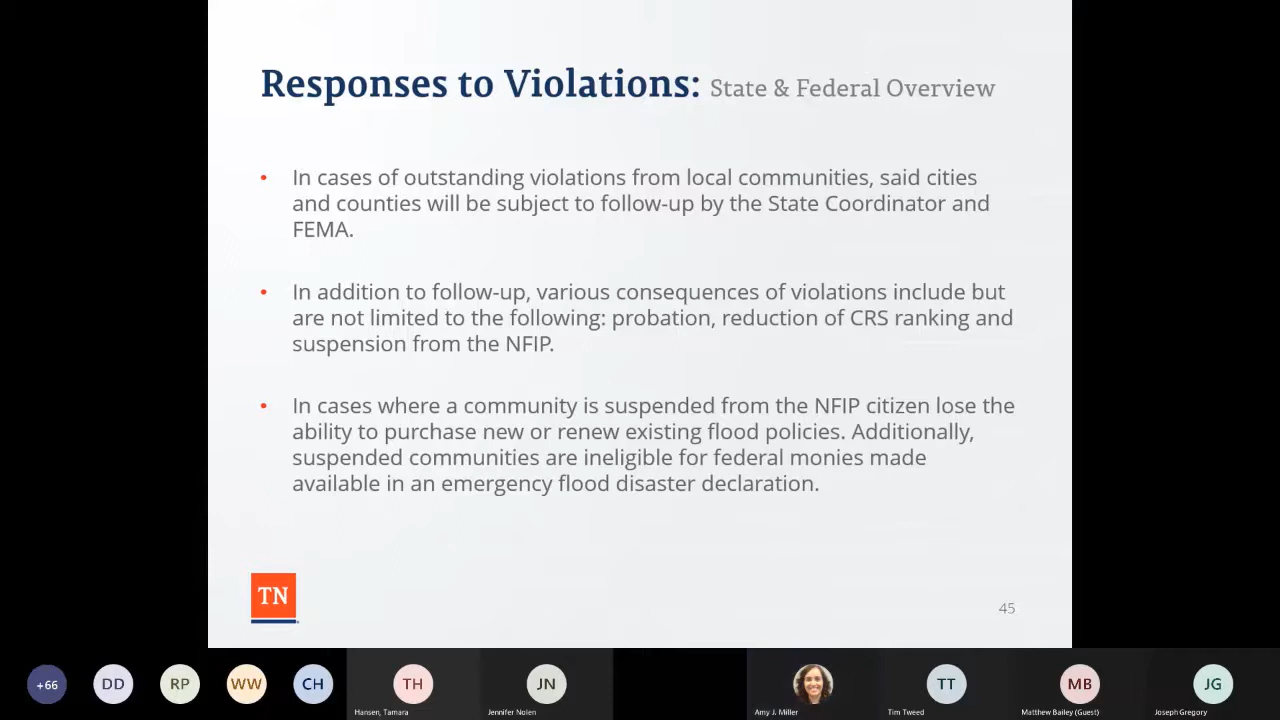 Responses to Violations: State & Federal Overview
• In cases of outstanding violations from local communities, said cities
and counties will be subject to follow-up by the State Coordinator and
FEMA.
• In addition to follow-up, various consequences of violations include but
are not limited to the following: probation, reduction of CRS ranking and
suspension from the NFIP.
• In cases where a community is suspended from the NFIP citizen lose the
ability to purchase new or renew existing flood policies. Additionally,
suspended communities are ineligible for federal monies made
available in an emergency flood disaster declaration.
TN
45
+66 DD RP WW CH TH JN TT MB JG
Hansen, Tamara Jennifer Nolen Amy J. Miller Tim Tweed Matthew Bailey (Guest) Joseph Gregory